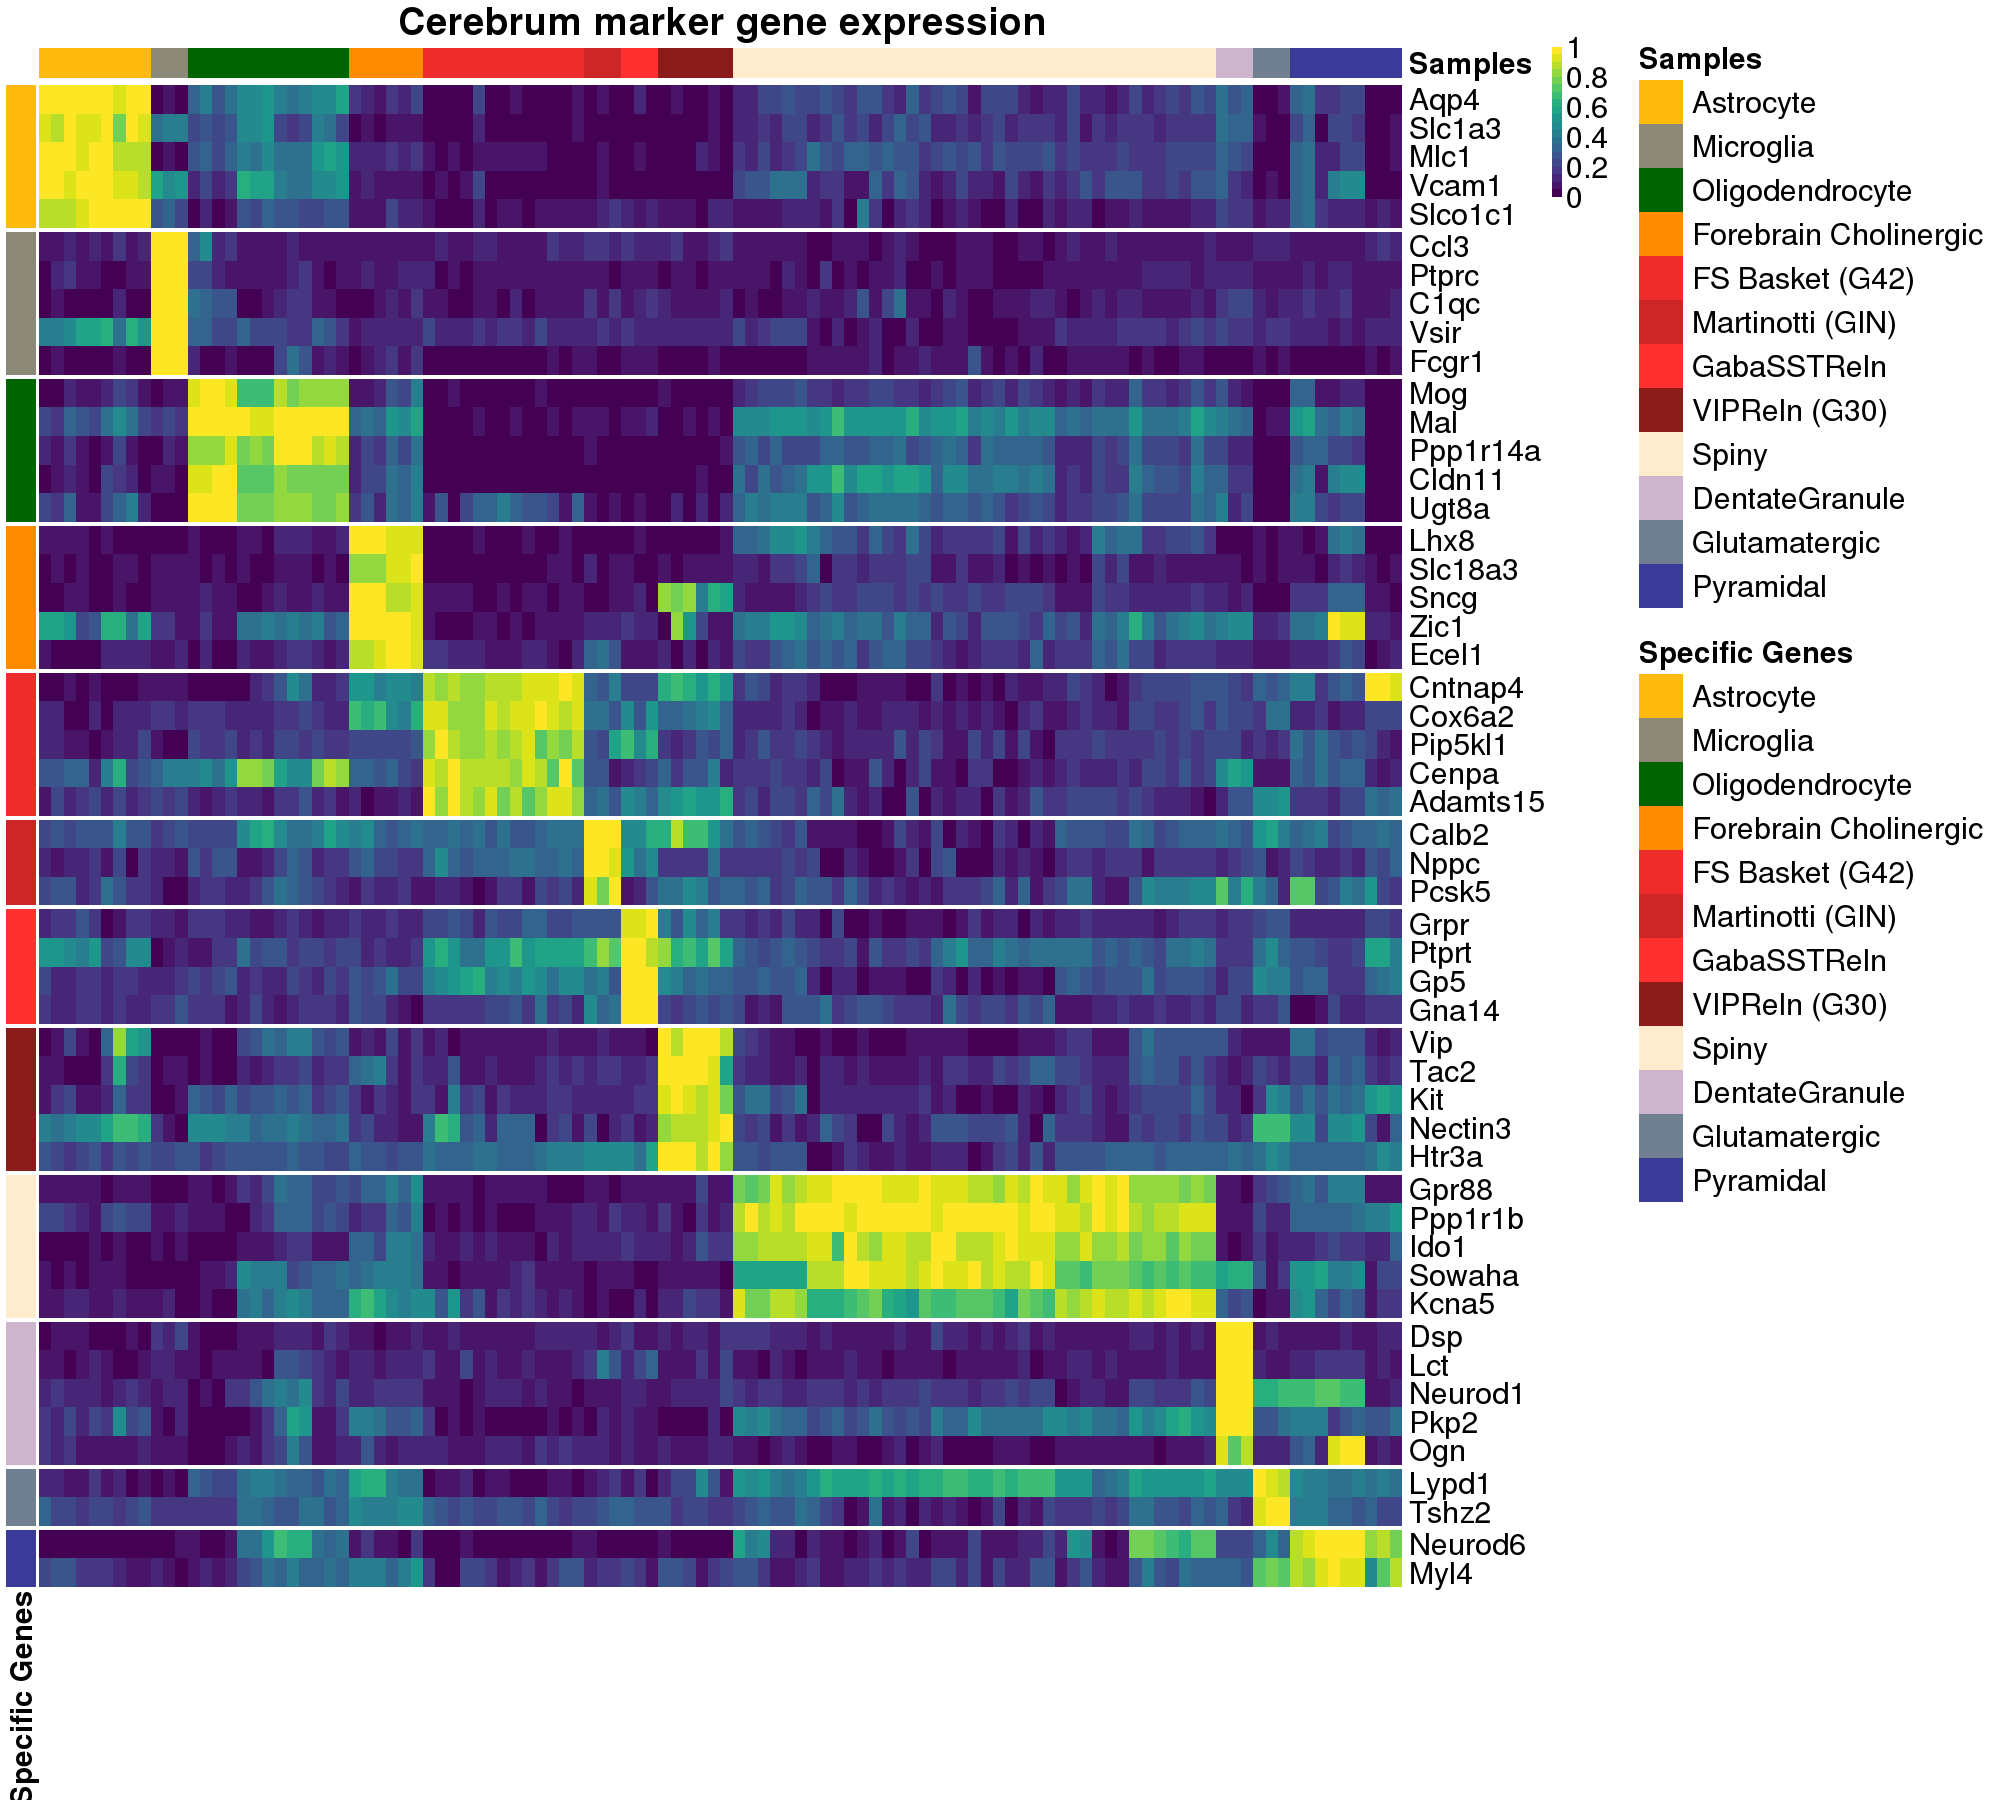 Cerebrum marker gene expression
Samples
Aqp4
Slc1a3
Mlc1
Vcam1
Slco1c1
Ccl3
Ptprc
C1qc
Vsir
Fcgr1
Mog
Mal
Ppp1r14a
Cldn11
Ugt8a
Lhx8
Slc18a3
Sncg
Zic1
Ecel1
Cntnap4
Cox6a2
Pip5kl1
Cenpa
Adamts15
Calb2
Nppc
Pcsk5
Grpr
Ptprt
Gp5
Gna14
Vip
Tac2
Kit
Nectin3
Htr3a
Gpr88
Ppp1r1b
Ido1
Sowaha
Kcna5
Dsp
Lct
Neurod1
Pkp2
Ogn
Lypd1
Tshz2
Neurod6
Myl4
Specific Genes
1
0.8
0.6
0.4
0.2
0
Samples
Astrocyte
Microglia
Oligodendrocyte
Forebrain Cholinergic
FS Basket (G42)
Martinotti (GIN)
GabaSSTReln
VIPReln (G30)
Spiny
DentateGranule
Glutamatergic
Pyramidal
Specific Genes
Astrocyte
Microglia
Oligodendrocyte
Forebrain Cholinergic
FS Basket (G42)
Martinotti (GIN)
GabaSSTReln
VIPReln (G30)
Spiny
DentateGranule
Glutamatergic
Pyramidal